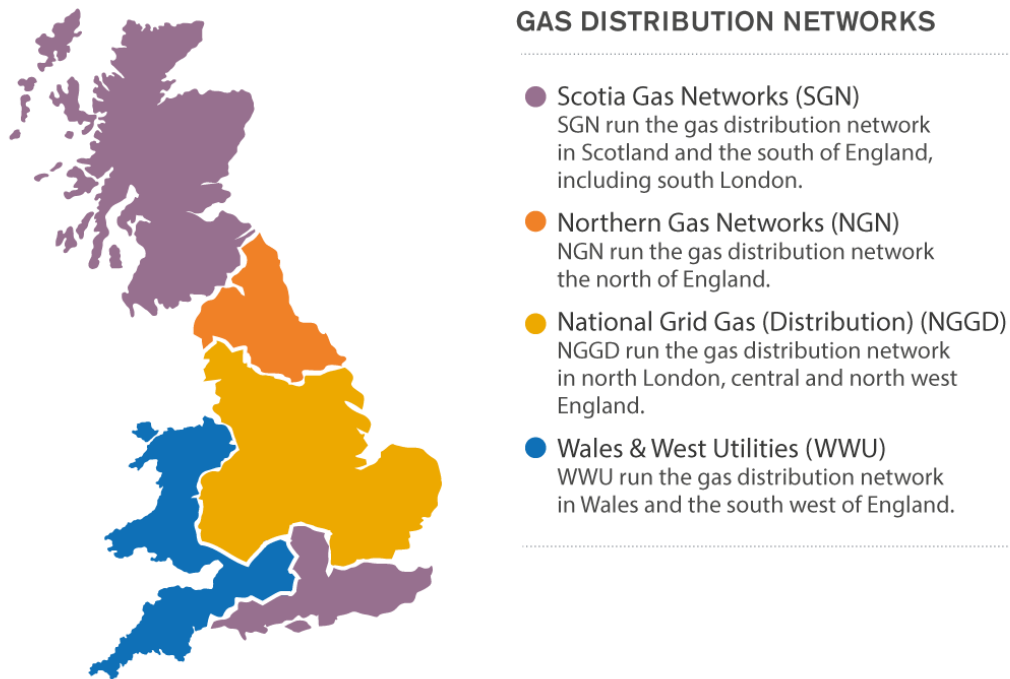 GAS DISTRIBUTION NETWORKS
Scotia Gas Networks (SGN)
SGN run the gas distribution network
in Scotland and the south of England,
including south London.
Northern Gas Networks (NGN)
NGN run the gas distribution network
the north of England.
National Grid Gas (Distribution) (NGGD)
NGGD run the gas distribution network
in north London, central and north west
England.
Wales & West Utilities (WWU)
WWU run the gas distribution network
in Wales and the south west of England.